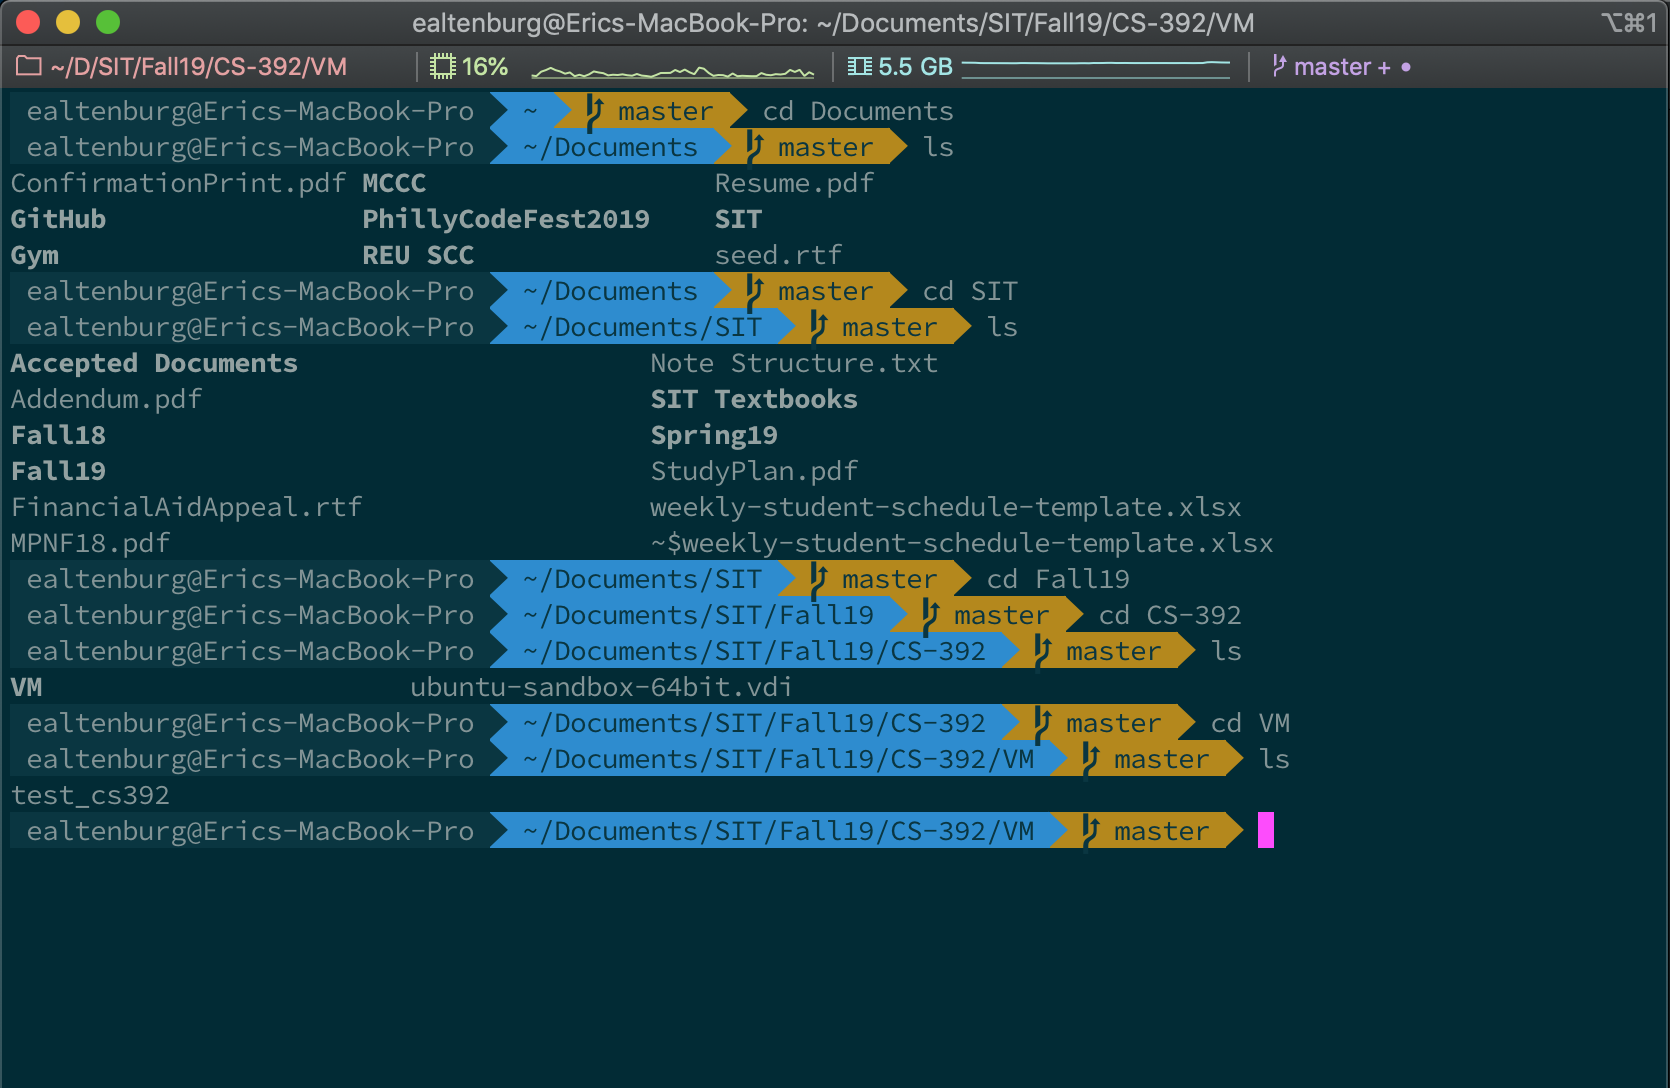 ealtenburg@Erics-MacBook-Pro: ~/Documents/SIT/Fall19/CS-392/VM ⌥⌘1
~/D/SIT/Fall19/CS-392/VM 16% 5.5 GB master + •
ealtenburg@Erics-MacBook-Pro ~ master cd Documents
ealtenburg@Erics-MacBook-Pro ~/Documents master ls
ConfirmationPrint.pdf MCCC Resume.pdf
GitHub PhillyCodeFest2019 SIT
Gym REU SCC seed.rtf
ealtenburg@Erics-MacBook-Pro ~/Documents master cd SIT
ealtenburg@Erics-MacBook-Pro ~/Documents/SIT master ls
Accepted Documents Note Structure.txt
Addendum.pdf SIT Textbooks
Fall18 Spring19
Fall19 StudyPlan.pdf
FinancialAidAppeal.rtf weekly-student-schedule-template.xlsx
MPNF18.pdf ~$weekly-student-schedule-template.xlsx
ealtenburg@Erics-MacBook-Pro ~/Documents/SIT master cd Fall19
ealtenburg@Erics-MacBook-Pro ~/Documents/SIT/Fall19 master cd CS-392
ealtenburg@Erics-MacBook-Pro ~/Documents/SIT/Fall19/CS-392 master ls
VM ubuntu-sandbox-64bit.vdi
ealtenburg@Erics-MacBook-Pro ~/Documents/SIT/Fall19/CS-392 master cd VM
ealtenburg@Erics-MacBook-Pro ~/Documents/SIT/Fall19/CS-392/VM master ls
test_cs392
ealtenburg@Erics-MacBook-Pro ~/Documents/SIT/Fall19/CS-392/VM master